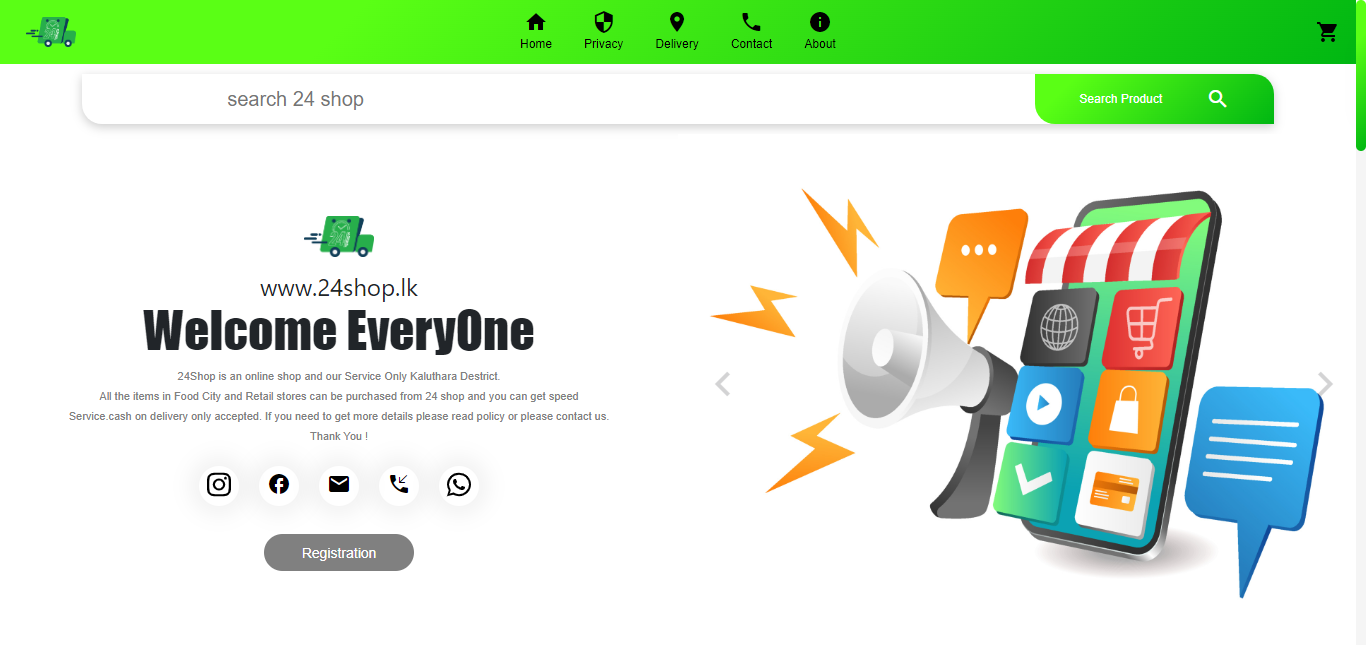 Home
Privacy
Delivery
Contact
About
search 24 shop
Search Product
www.24shop.lk
Welcome EveryOne
24Shop is an online shop and our Service Only Kaluthara Destrict.
All the items in Food City and Retail stores can be purchased from 24 shop and you can get speed
Service.cash on delivery only accepted. If you need to get more details please read policy or please contact us.
Thank You !
Registration